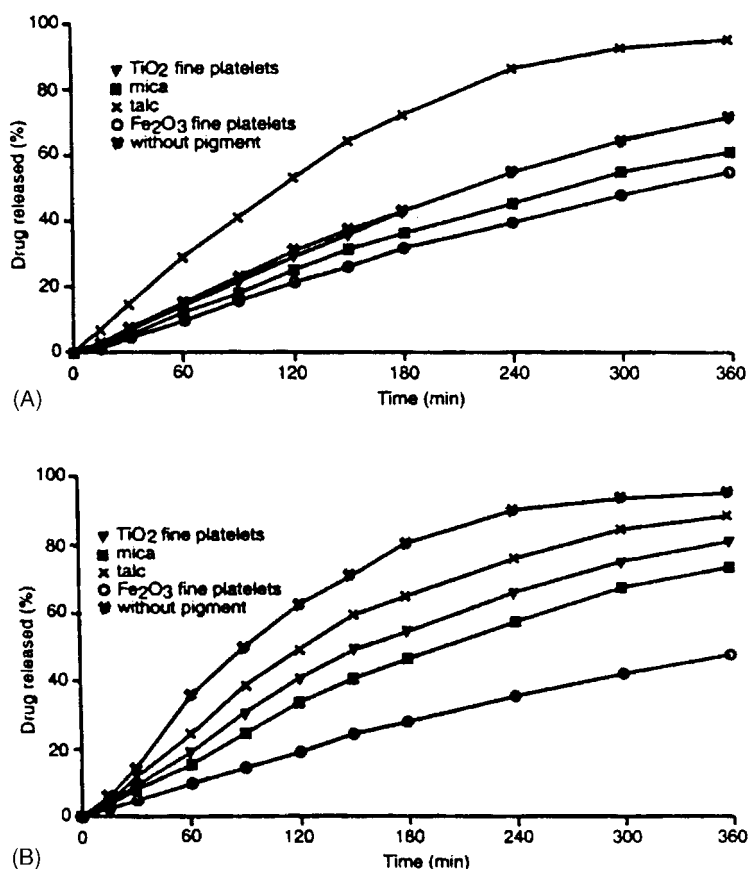 100
80
60
40
20
0
Drug released (%)
TiO2 fine platelets
mica
talc
Fe2O3 fine platelets
without pigment
0 60 120 180 240 300 360
Time (min)
(A)
100
80
60
40
20
0
Drug released (%)
TiO2 fine platelets
mica
talc
Fe2O3 fine platelets
without pigment
0 60 120 180 240 300 360
Time (min)
(B)